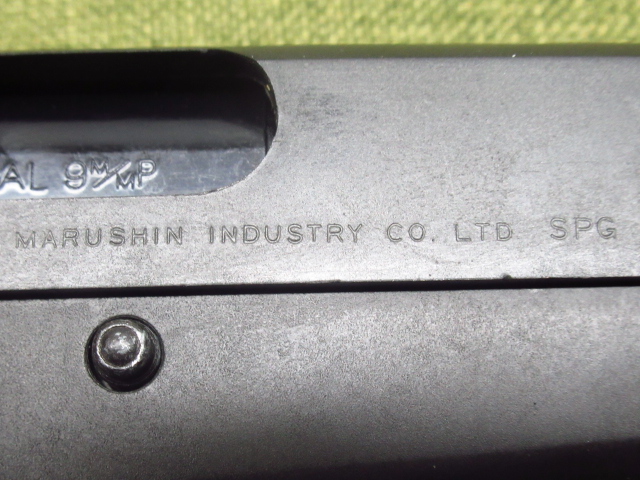 AL 9M/MP
MARUSHIN INDUSTRY CO. LTD SPG